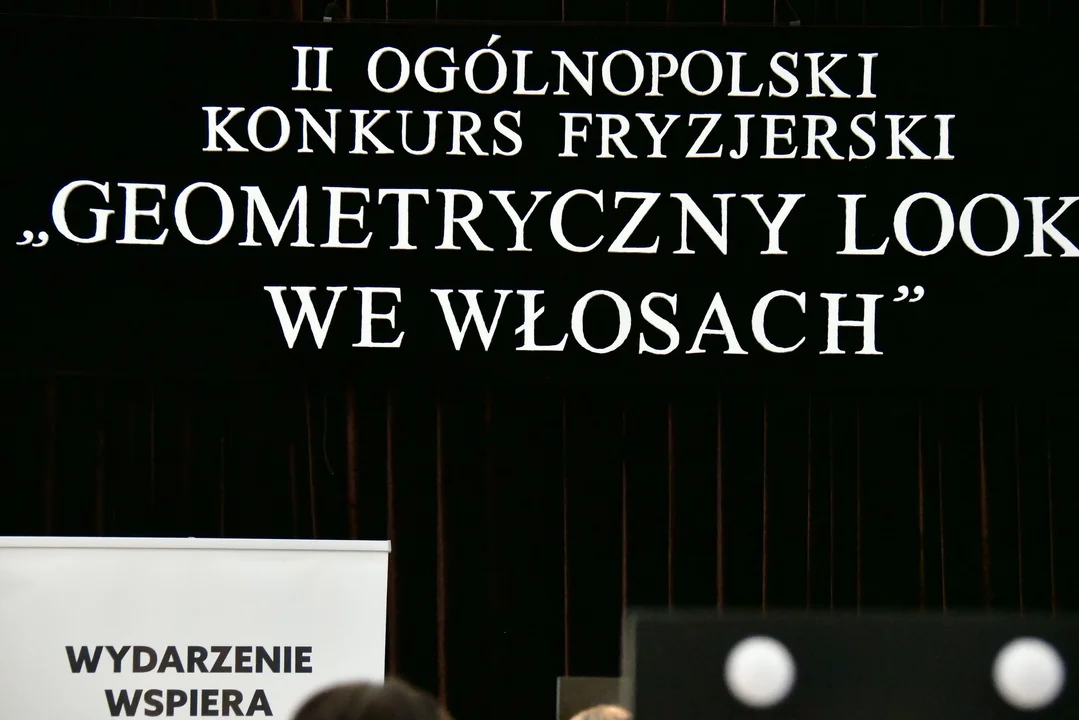 II OGÓLNOPOLSKI
KONKURS FRYZJERSKI
„GEOMETRYCZNY LOOK
WE WŁOSACH”
WYDARZENIE
WSPIERA